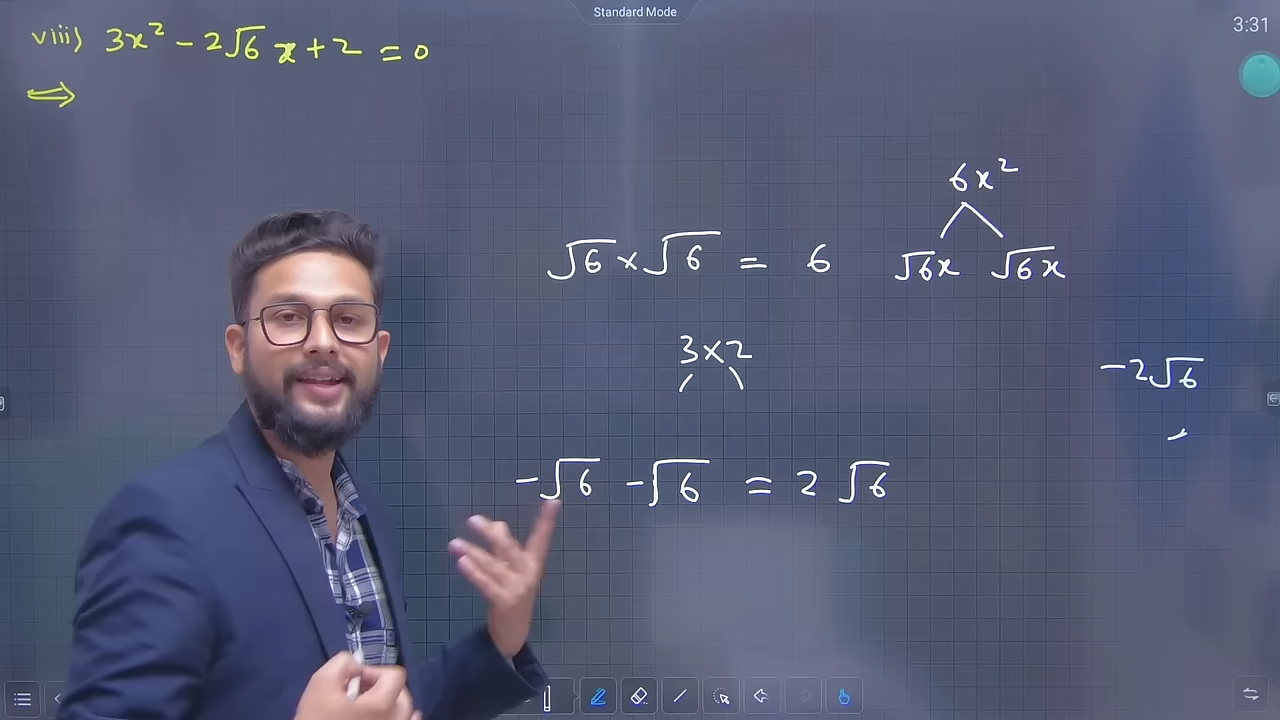 Standard Mode
3:31
viii) 3x² - 2√6 x + 2 = 0
⟺
6x²
√6 × √6 = 6
√6x √6x
3×2
-2√6
-√6 -√6 = 2√6